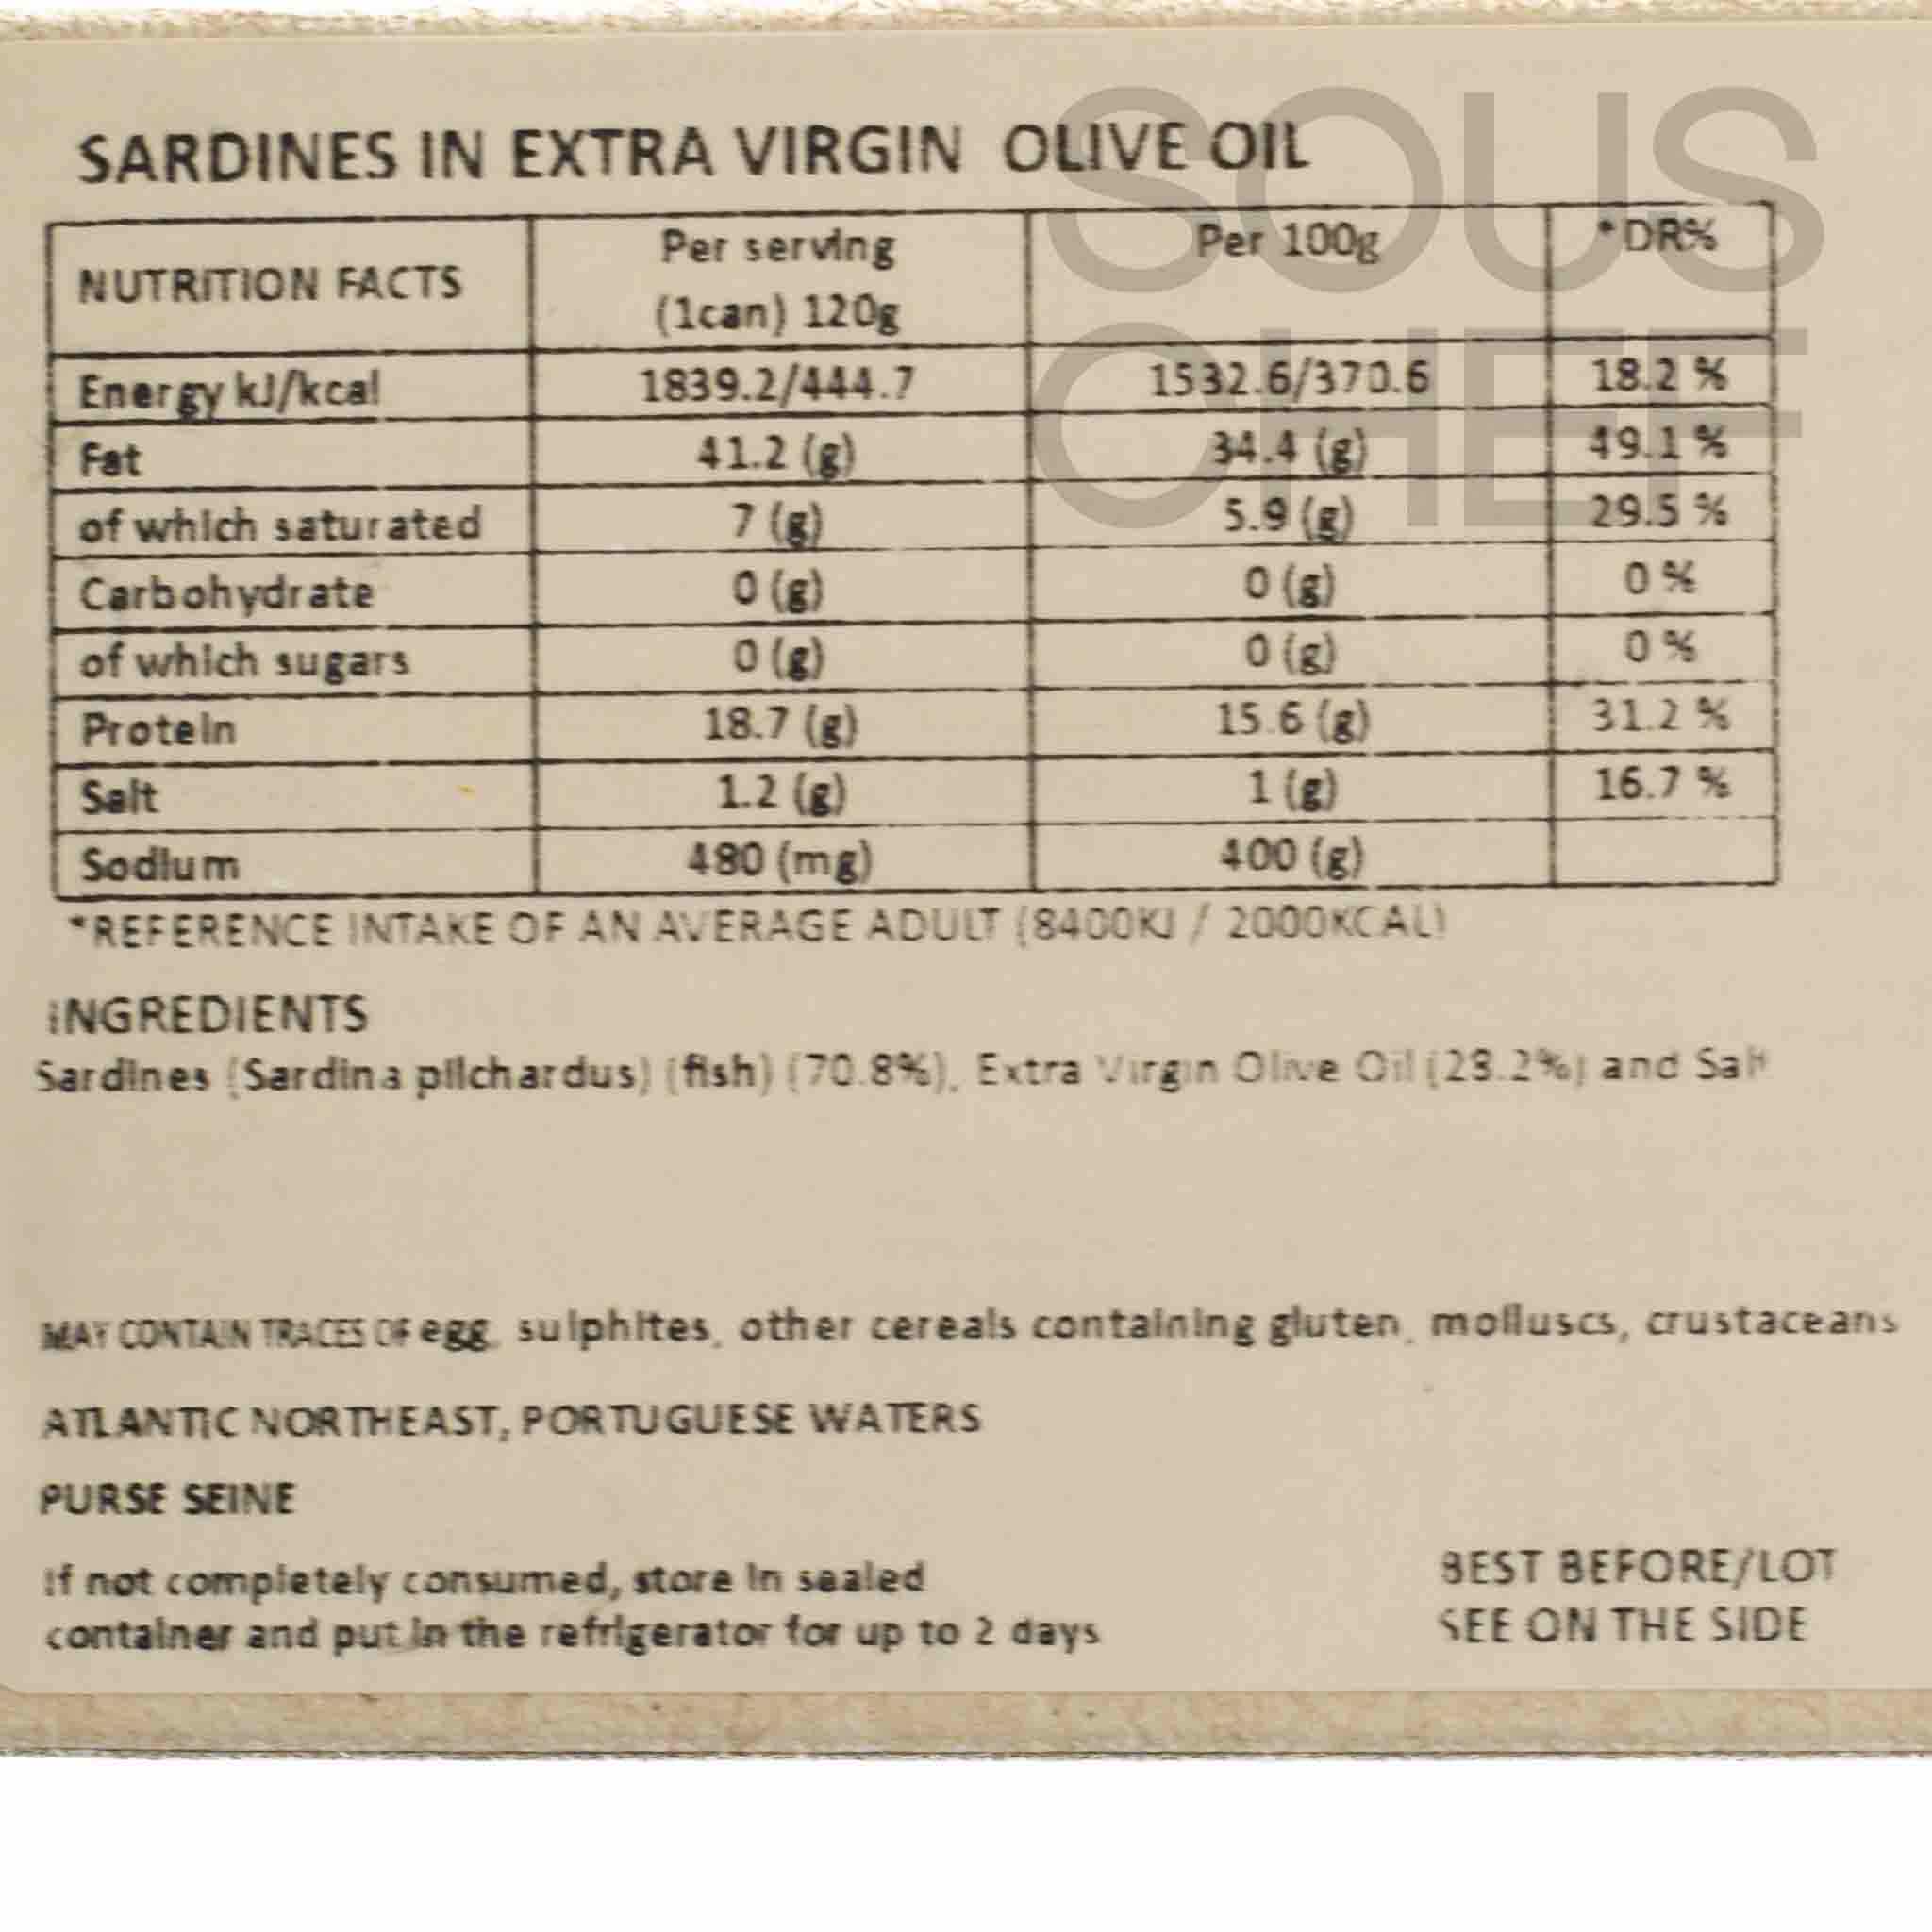 SOUS
CHEF
SARDINES IN EXTRA VIRGIN OLIVE OIL
NUTRITION FACTS Per serving (1can) 120g Per 100g *DR%
Energy kJ/kcal 1839.2/444.7 1532.6/370.6 18.2 %
Fat 41.2 (g) 34.4 (g) 49.1 %
of which saturated 7 (g) 5.9 (g) 29.5 %
Carbohydrate 0 (g) 0 (g) 0 %
of which sugars 0 (g) 0 (g) 0 %
Protein 18.7 (g) 15.6 (g) 31.2 %
Salt 1.2 (g) 1 (g) 16.7 %
Sodium 480 (mg) 400 (g)
*REFERENCE INTAKE OF AN AVERAGE ADULT (8400KJ / 2000KCAL)
INGREDIENTS
Sardines (Sardina pilchardus) (fish) (70.8%), Extra Virgin Olive Oil (28.2%) and Salt
MAY CONTAIN TRACES OF egg, sulphites, other cereals containing gluten, molluscs, crustaceans
ATLANTIC NORTHEAST, PORTUGUESE WATERS
PURSE SEINE
If not completely consumed, store in sealed
container and put in the refrigerator for up to 2 days
BEST BEFORE/LOT
SEE ON THE SIDE